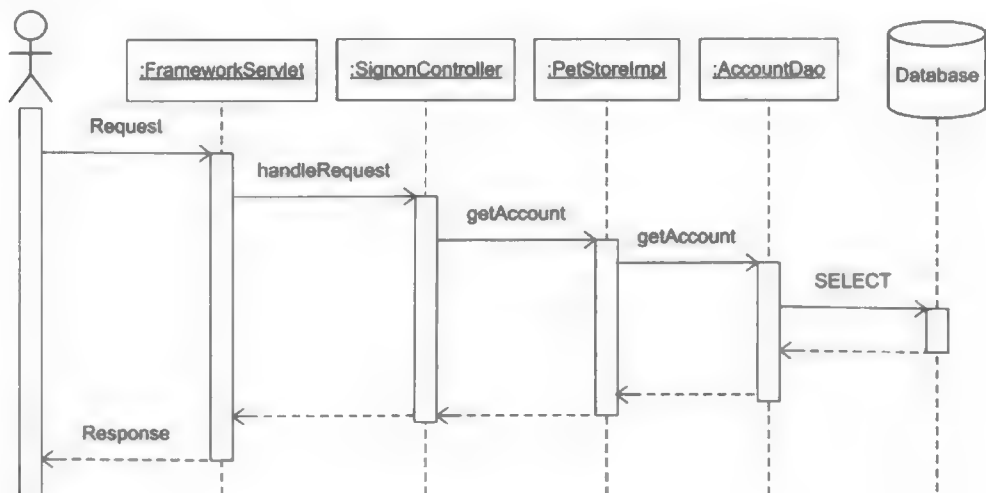 :FrameworkServlet
:SignonController
:PetStoreImpl
:AccountDao
Database
Request
handleRequest
getAccount
getAccount
SELECT
Response